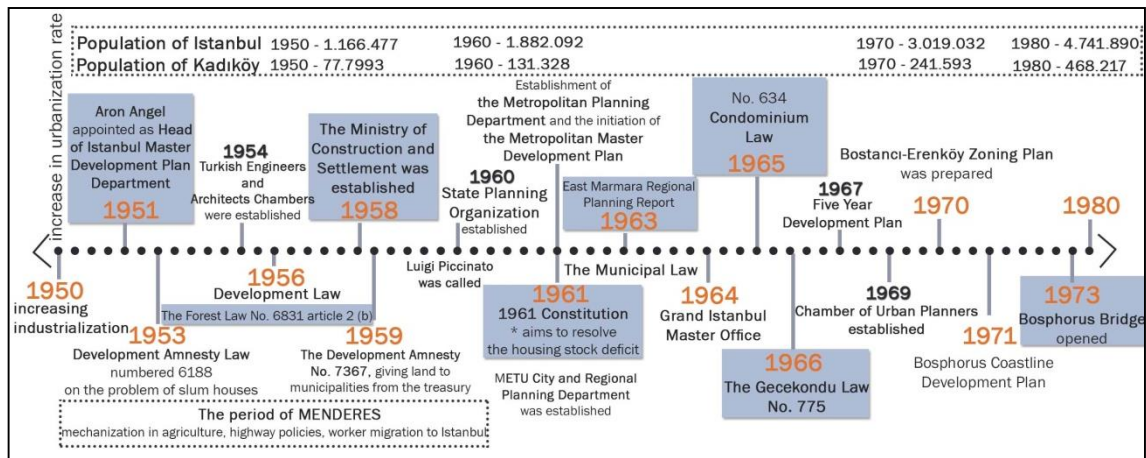 increase in urbanization rate
Population of Istanbul 1950 - 1.166.477 1960 - 1.882.092 1970 - 3.019.032 1980 - 4.741.890
Population of Kadıköy 1950 - 77.7993 1960 - 131.328 1970 - 241.593 1980 - 468.217
Aron Angel
appointed as Head
of Istanbul Master
Development Plan
Department
1951
1954
Turkish Engineers
and
Architects Chambers
were established
The Ministry of
Construction and
Settlement was
established
1958
1960
State Planning
Organization
established
Establishment of
the Metropolitan Planning
Department and the initiation of
the Metropolitan Master
Development Plan
East Marmara Regional
Planning Report
1963
No. 634
Condominium
Law
1965
1967
Five Year
Development Plan
Bostancı-Erenköy Zoning Plan
was prepared
1970
1980
1950
increasing
industrialization
1953
Development Amnesty Law
numbered 6188
on the problem of slum houses
1956
Development Law
The Forest Law No. 6831 article 2 (b)
1959
The Development Amnesty
No. 7367, giving land to
municipalities from the treasury
The period of MENDERES
mechanization in agriculture, highway policies, worker migration to Istanbul
Luigi Piccinato
was called
1961
1961 Constitution
* aims to resolve
the housing stock deficit
METU City and Regional
Planning Department
was established
The Municipal Law
1964
Grand Istanbul
Master Office
1966
The Gecekondu Law
No. 775
1969
Chamber of Urban Planners
established
1971
Bosphorus Coastline
Development Plan
1973
Bosphorus Bridge
opened